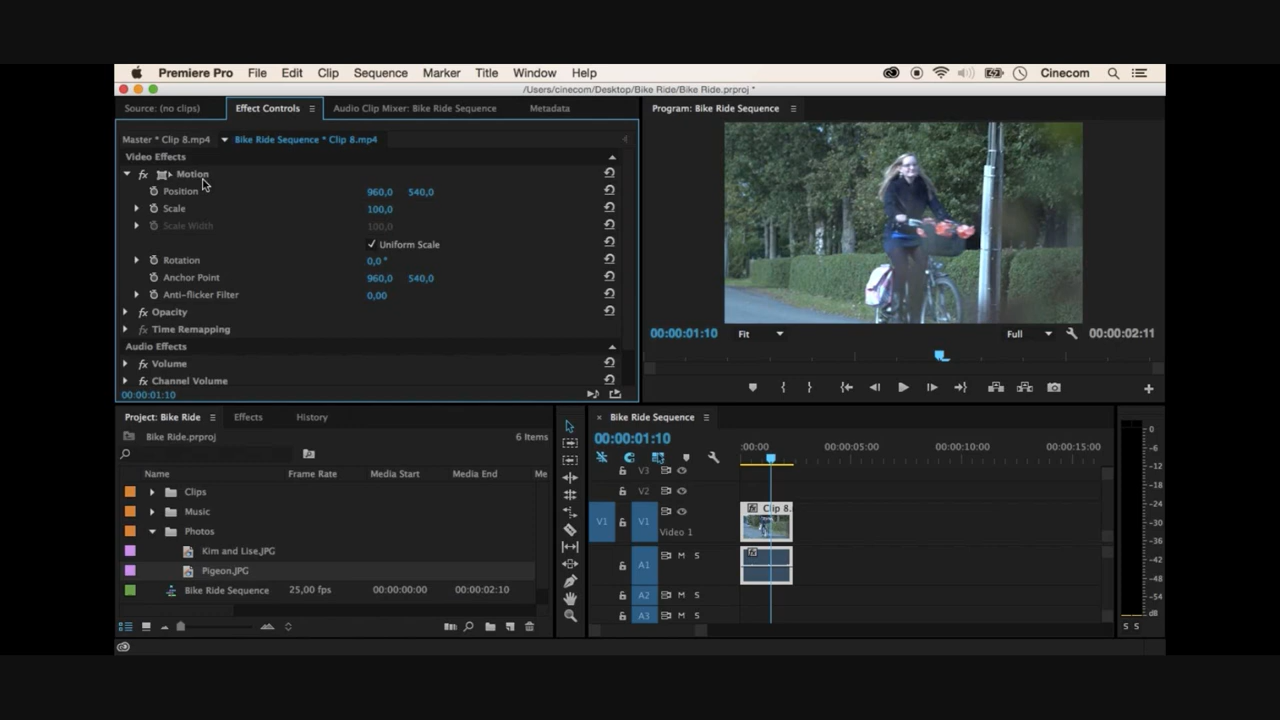 Premiere Pro File Edit Clip Sequence Marker Title Window Help Cinecom
/Users/cinecom/Desktop/Bike Ride/Bike Ride.prproj *
Source: (no clips) Effect Controls Audio Clip Mixer: Bike Ride Sequence Metadata
Program: Bike Ride Sequence
Master * Clip 8.mp4 Bike Ride Sequence * Clip 8.mp4
Video Effects
fx Motion
Position 960,0 540,0
Scale 100,0
Scale Width 100,0
Uniform Scale
Rotation 0,0 °
Anchor Point 960,0 540,0
Anti-flicker Filter 0,00
fx Opacity
fx Time Remapping
Audio Effects
fx Volume
fx Channel Volume
00:00:01:10
00:00:01:10 Fit Full 00:00:02:11
Project: Bike Ride Effects History
Bike Ride.prproj 6 Items
Name Frame Rate Media Start Media End Me
Clips
Music
Photos
Kim and Lise.JPG
Pigeon.JPG
Bike Ride Sequence 25,00 fps 00:00:00:00 00:00:02:10
× Bike Ride Sequence
00:00:01:10
:00:00 00:00:05:00 00:00:10:00 00:00:15:00
V3
V2
V1 V1 fx Clip 8.
Video 1
A1 M S fx
A2 M S
A3 M S
0
-6
-12
-18
-24
-30
-36
-42
-48
-54
dB
S S